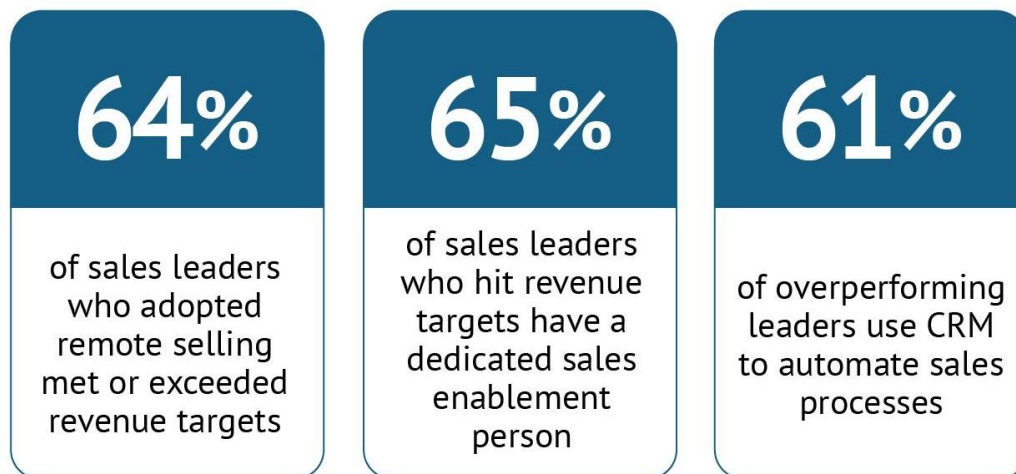 64%
of sales leaders
who adopted
remote selling
met or exceeded
revenue targets
65%
of sales leaders
who hit revenue
targets have a
dedicated sales
enablement
person
61%
of overperforming
leaders use CRM
to automate sales
processes